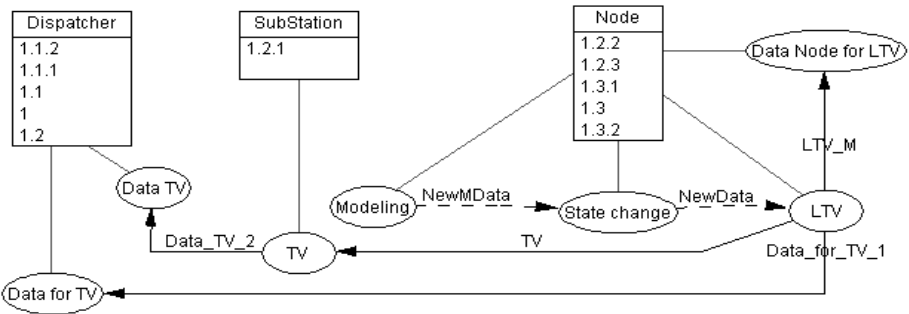 Dispatcher
1.1.2
1.1.1
1.1
1
1.2
SubStation
1.2.1
Node
1.2.2
1.2.3
1.3.1
1.3
1.3.2
Data Node for LTV
LTV_M
Data TV
Modeling
NewMData
State change
NewData
LTV
Data_TV_2
TV
TV
Data_for_TV_1
Data for TV